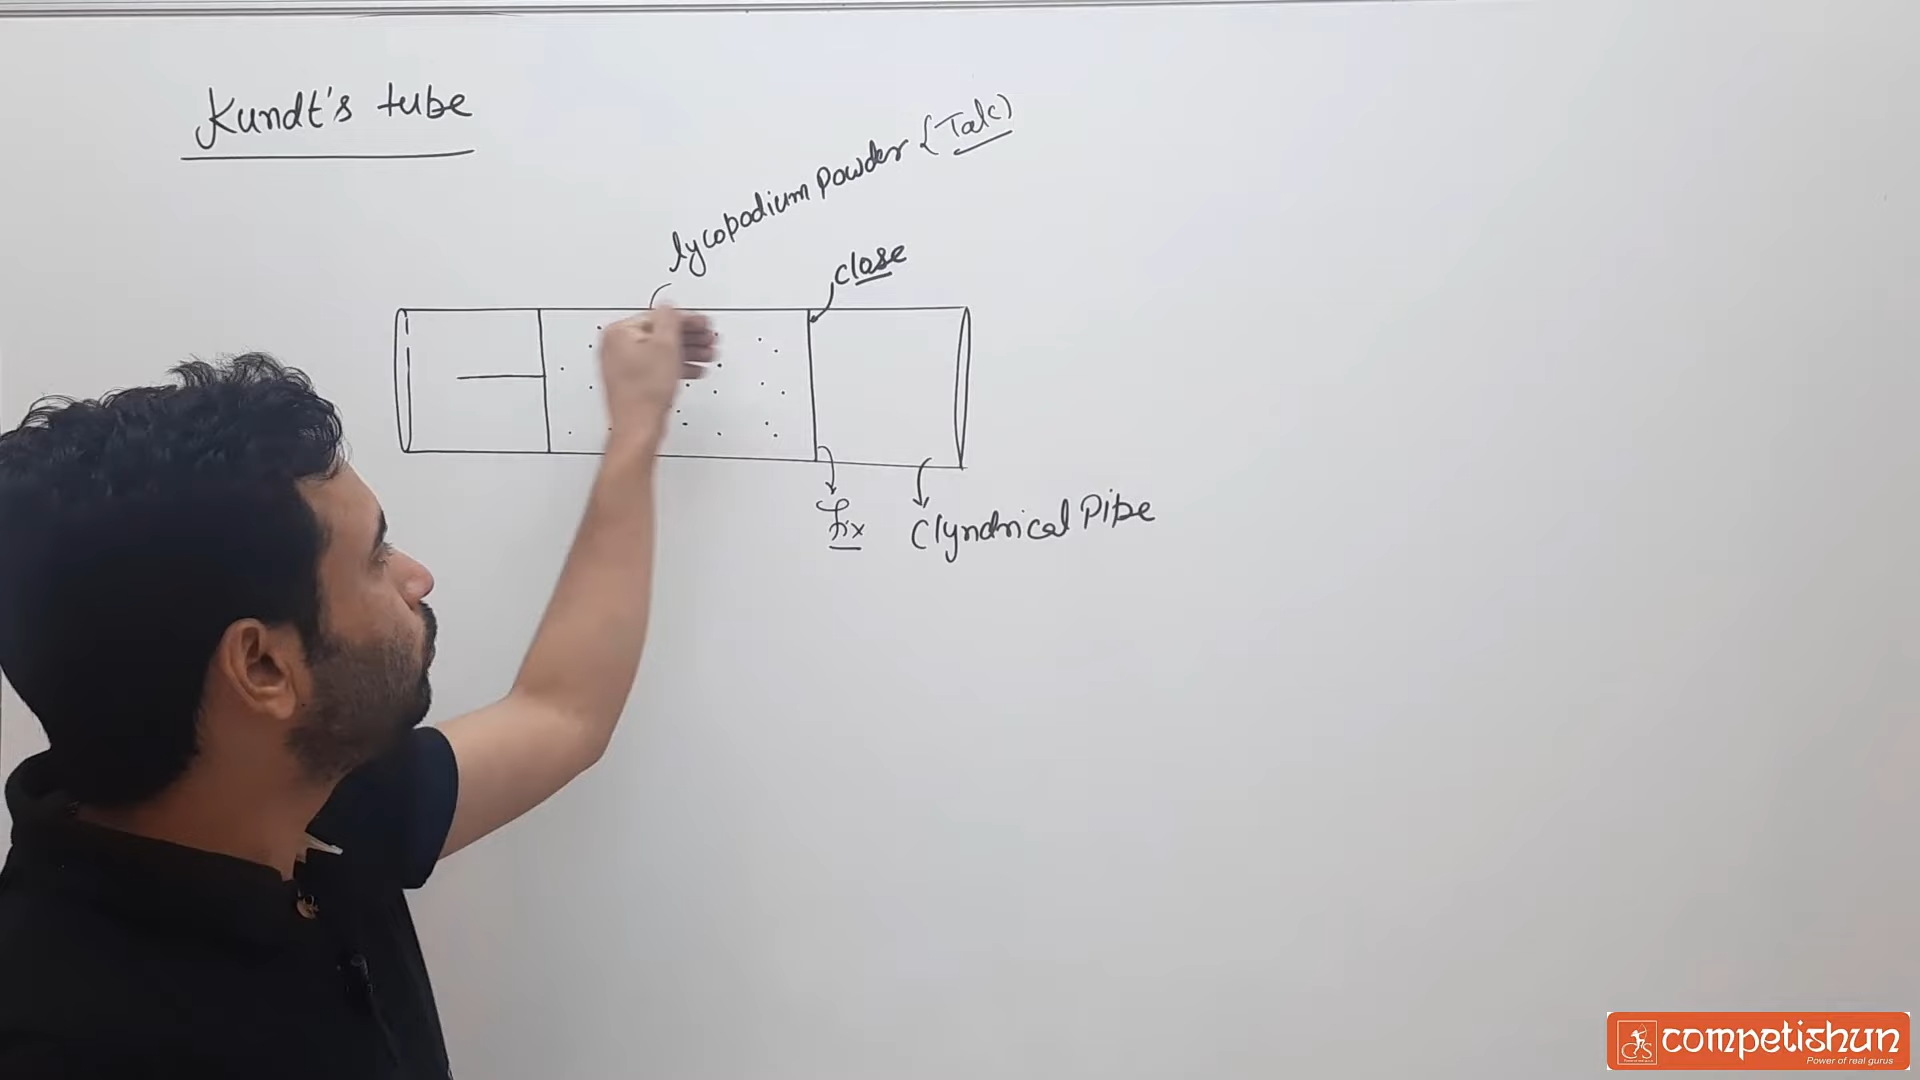 Kundt's tube
lycopodium powder {Talc)
close
fix
Clyndrical Pipe
competishun
Power of real gurus